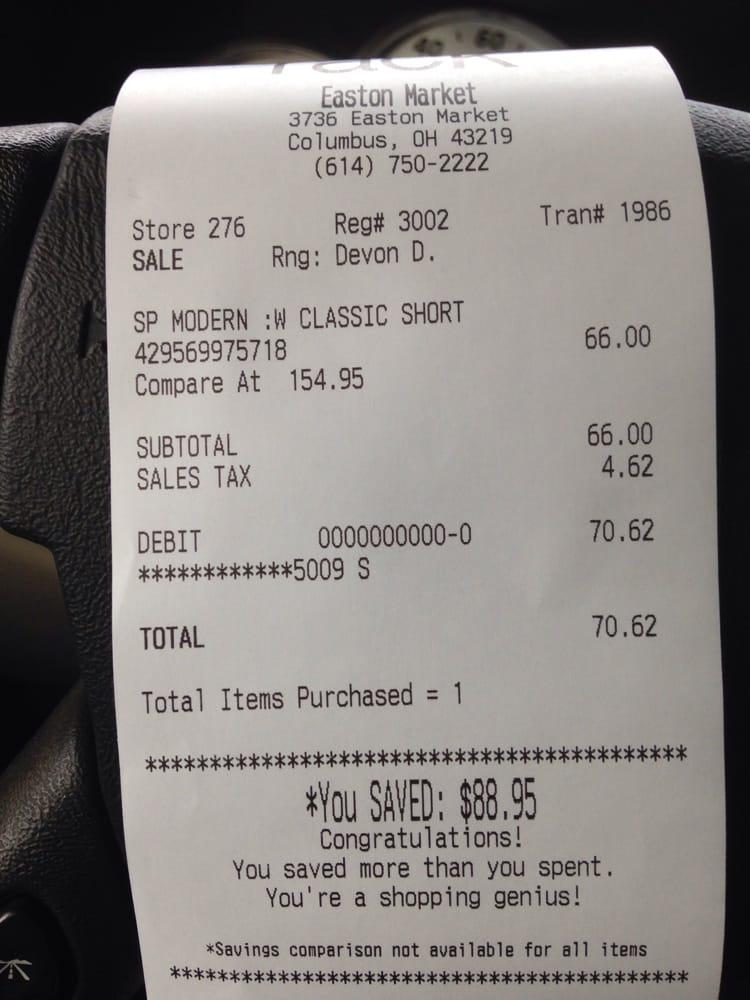 Easton Market
3736 Easton Market
Columbus, OH 43219
(614) 750-2222
Store 276 Reg# 3002 Tran# 1986
SALE Rng: Devon D.
SP MODERN :W CLASSIC SHORT
429569975718 66.00
Compare At 154.95
SUBTOTAL 66.00
SALES TAX 4.62
DEBIT 0000000000-0 70.62
************5009 S
TOTAL 70.62
Total Items Purchased = 1
******************************************
*You SAVED: $88.95
Congratulations!
You saved more than you spent.
You're a shopping genius!
*Savings comparison not available for all items
******************************************